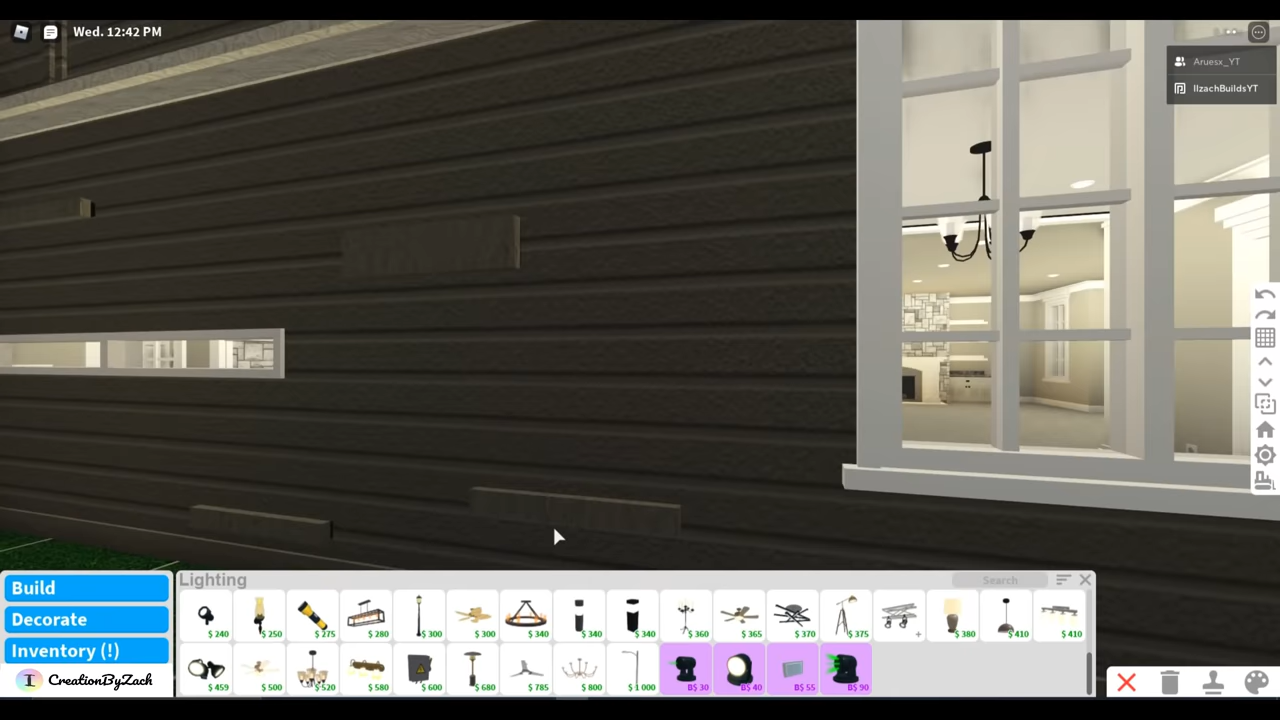 Wed. 12:42 PM
Aruesx_YT
IlzachBuildsYT
Build
Decorate
Inventory (!)
I CreationByZach
Lighting
Search
$ 240
$ 250
$ 275
$ 280
$ 300
$ 300
$ 340
$ 340
$ 340
$ 360
$ 365
$ 370
$ 375
+
$ 380
$ 410
$ 410
$ 459
$ 500
$ 520
$ 580
$ 600
$ 680
$ 785
$ 800
$ 1 000
B$ 30
B$ 40
B$ 55
B$ 90